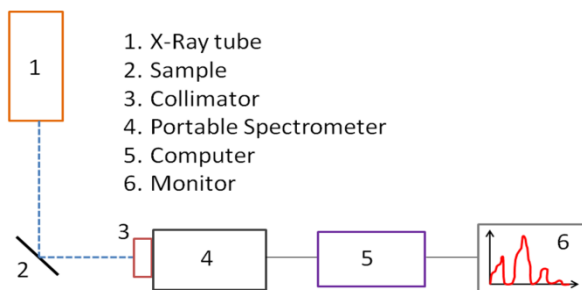 1
1. X-Ray tube
2. Sample
3. Collimator
4. Portable Spectrometer
5. Computer
6. Monitor
3
6
2
4
5